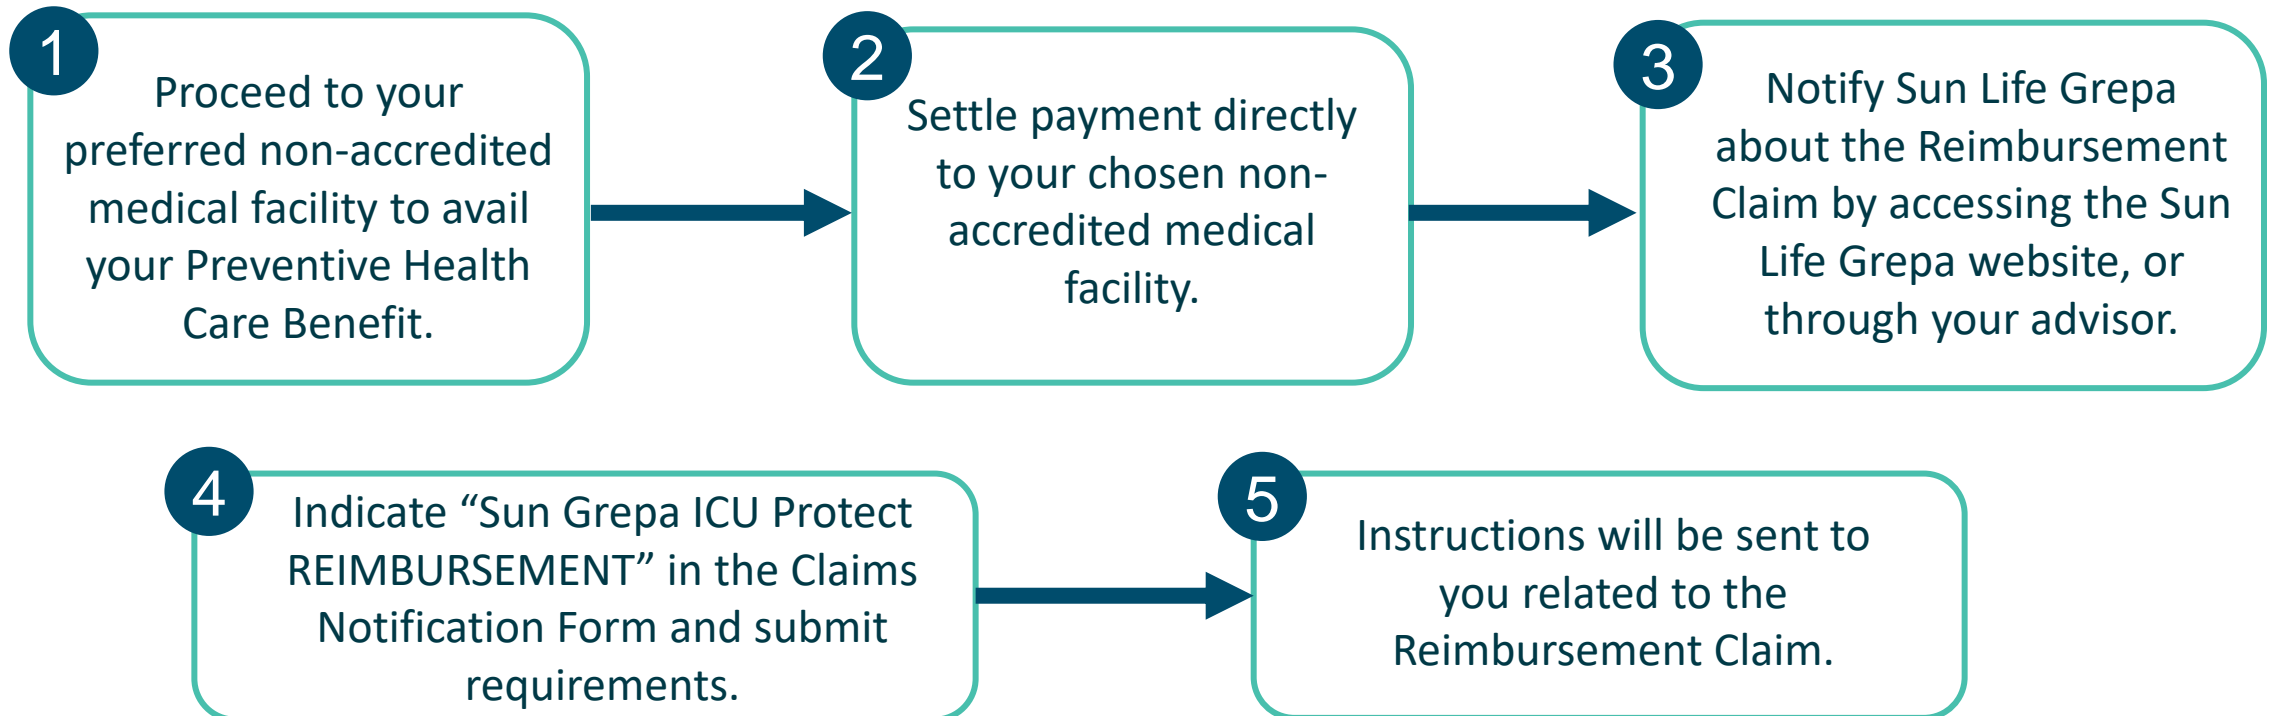 1
Proceed to your
preferred non-accredited
medical facility to avail
your Preventive Health
Care Benefit.
2
Settle payment directly
to your chosen non-
accredited medical
facility.
3
Notify Sun Life Grepa
about the Reimbursement
Claim by accessing the Sun
Life Grepa website, or
through your advisor.
4
Indicate “Sun Grepa ICU Protect
REIMBURSEMENT” in the Claims
Notification Form and submit
requirements.
5
Instructions will be sent to
you related to the
Reimbursement Claim.